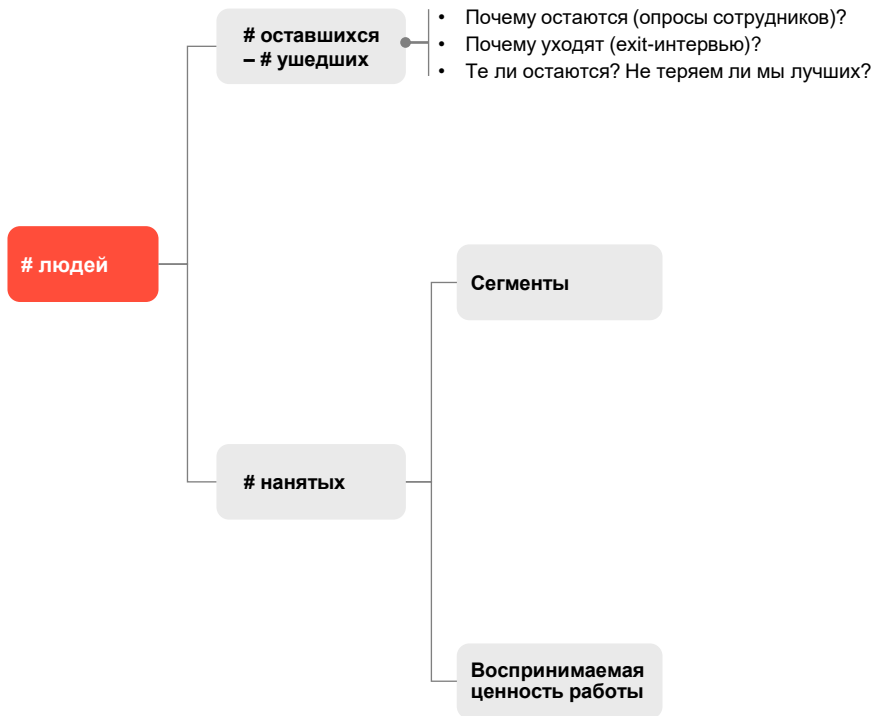 # оставшихся
– # ушедших
• Почему остаются (опросы сотрудников)?
• Почему уходят (exit-интервью)?
• Те ли остаются? Не теряем ли мы лучших?
# людей
Сегменты
# нанятых
Воспринимаемая
ценность работы